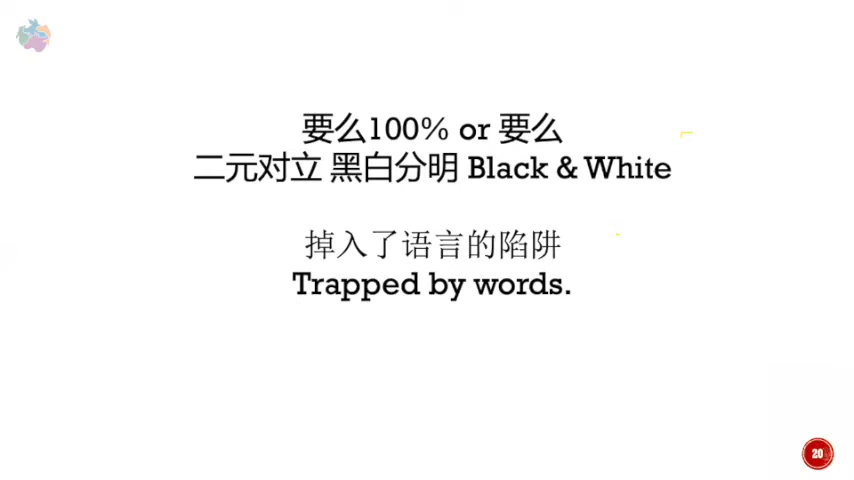 要么100% or 要么
二元对立 黑白分明 Black & White
掉入了语言的陷阱
Trapped by words.
20